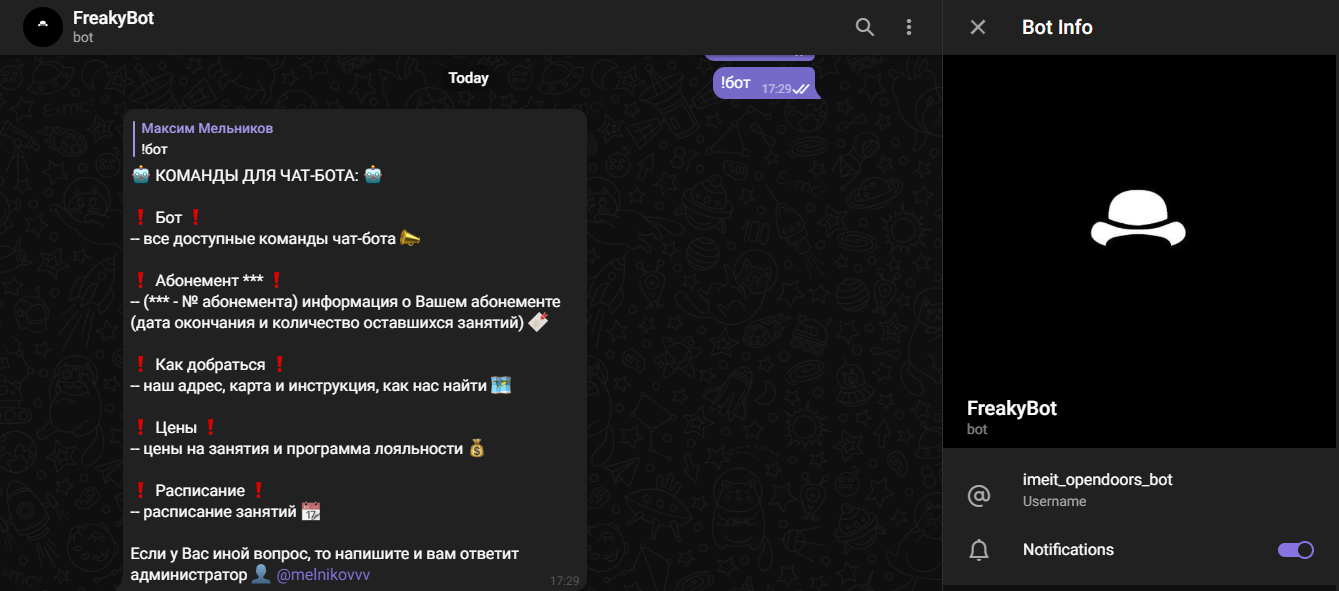 FreakyBot
bot
Bot Info
Today
!бот
17:29
Максим Мельников
!бот
КОМАНДЫ ДЛЯ ЧАТ-БОТА:
❗ Бот ❗
-- все доступные команды чат-бота
❗ Абонемент *** ❗
-- (*** - № абонемента) информация о Вашем абонементе
(дата окончания и количество оставшихся занятий)
❗ Как добраться ❗
-- наш адрес, карта и инструкция, как нас найти
❗ Цены ❗
-- цены на занятия и программа лояльности
❗ Расписание ❗
-- расписание занятий
Если у Вас иной вопрос, то напишите и вам ответит
администратор @melnikovvv
17:29
FreakyBot
bot
imeit_opendoors_bot
Username
Notifications